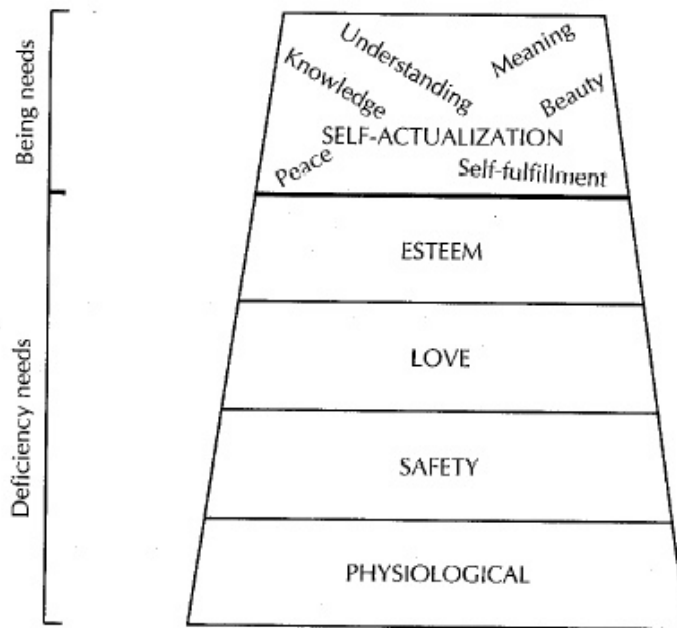 Being needs
Deficiency needs
Understanding
Meaning
Knowledge
Beauty
SELF-ACTUALIZATION
Peace
Self-fulfillment
ESTEEM
LOVE
SAFETY
PHYSIOLOGICAL